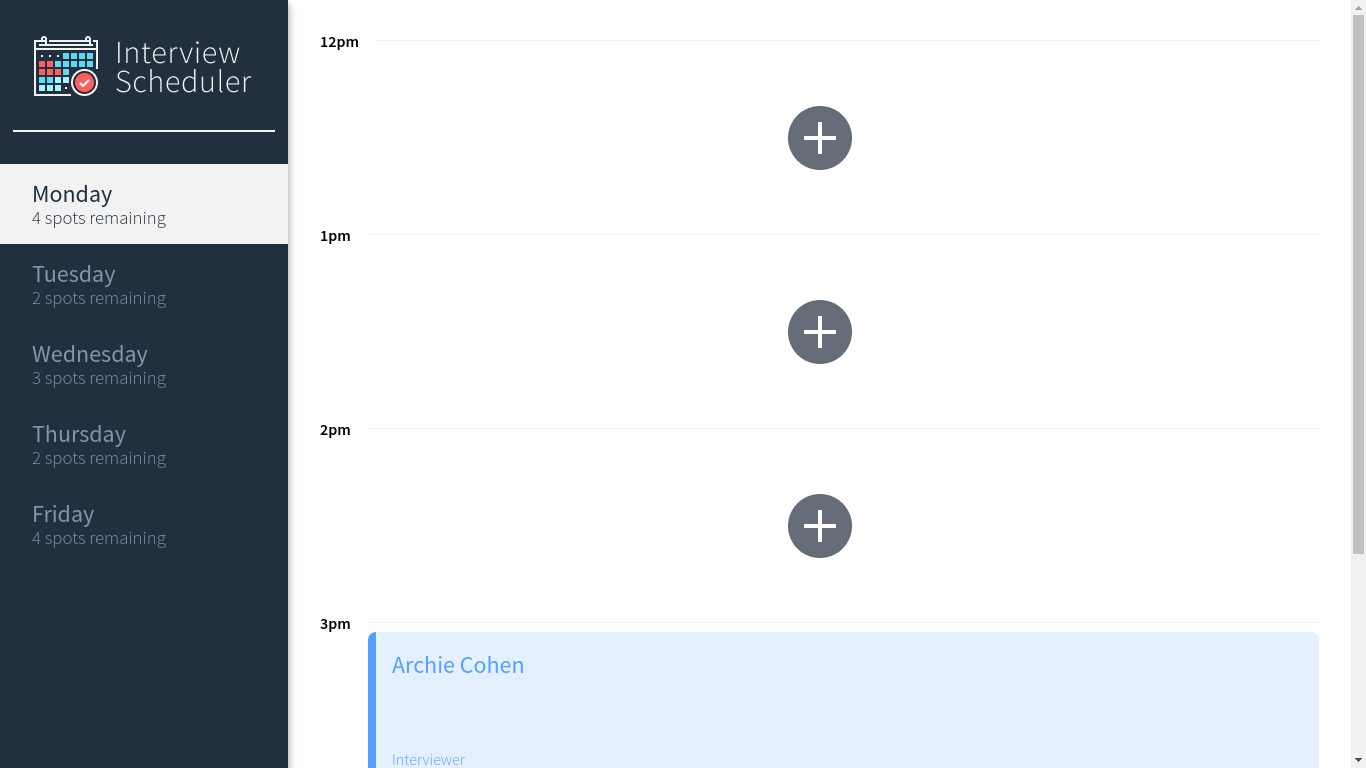 Interview
Scheduler
Monday
4 spots remaining
Tuesday
2 spots remaining
Wednesday
3 spots remaining
Thursday
2 spots remaining
Friday
4 spots remaining
12pm
1pm
2pm
3pm
Archie Cohen
Interviewer